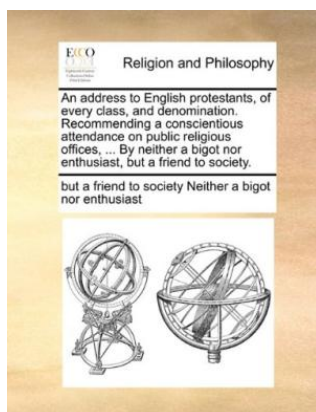 ECCO
Religion and Philosophy
An address to English protestants, of
every class, and denomination.
Recommending a conscientious
attendance on public religious
offices, ... By neither a bigot nor
enthusiast, but a friend to society.
but a friend to society Neither a bigot
nor enthusiast